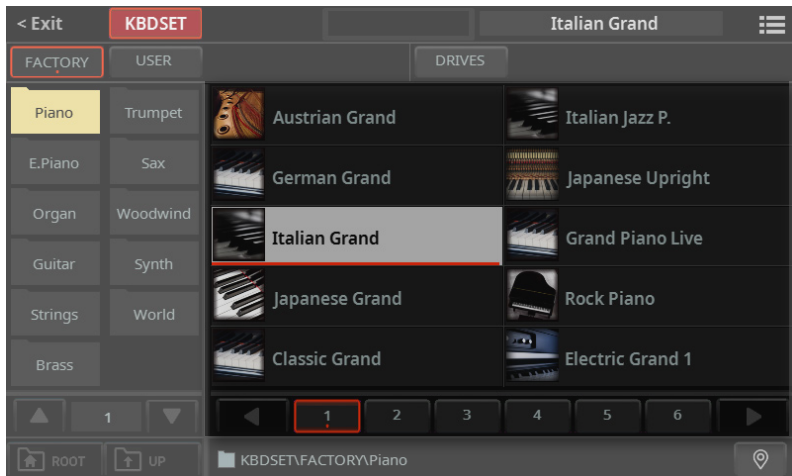 < Exit KBDSET Italian Grand
FACTORY USER DRIVES
Piano Trumpet
E.Piano Sax
Organ Woodwind
Guitar Synth
Strings World
Brass
1
Austrian Grand Italian Jazz P.
German Grand Japanese Upright
Italian Grand Grand Piano Live
Japanese Grand Rock Piano
Classic Grand Electric Grand 1
1 2 3 4 5 6
ROOT UP KBDSET\FACTORY\Piano